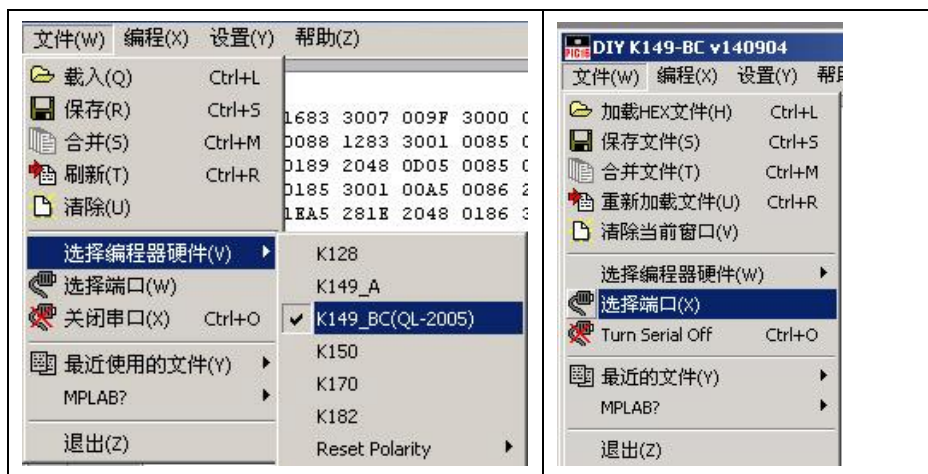 文件(W) 编程(X) 设置(Y) 帮助(Z)
载入(Q) Ctrl+L
保存(R) Ctrl+S
合并(S) Ctrl+M
刷新(T) Ctrl+R
清除(U)
1683 3007 009F 3000
0088 1283 3001 0085
0189 2048 0D05 0085
0185 3001 00A5 0086
1EA5 281E 2048 0186
选择编程器硬件(V)
选择端口(W)
关闭串口(X) Ctrl+O
最近使用的文件(Y)
MPLAB?
退出(Z)
K128
K149_A
K149_BC(QL-2005)
K150
K170
K182
Reset Polarity
PIC16 DIY K149-BC v140904
文件(W) 编程(X) 设置(Y)
加载HEX文件(H) Ctrl+L
保存文件(S) Ctrl+S
合并文件(T) Ctrl+M
重新加载文件(U) Ctrl+R
清除当前窗口(V)
选择编程器硬件(W)
选择端口(X)
Turn Serial Off Ctrl+O
最近的文件(Y)
MPLAB?
退出(Z)